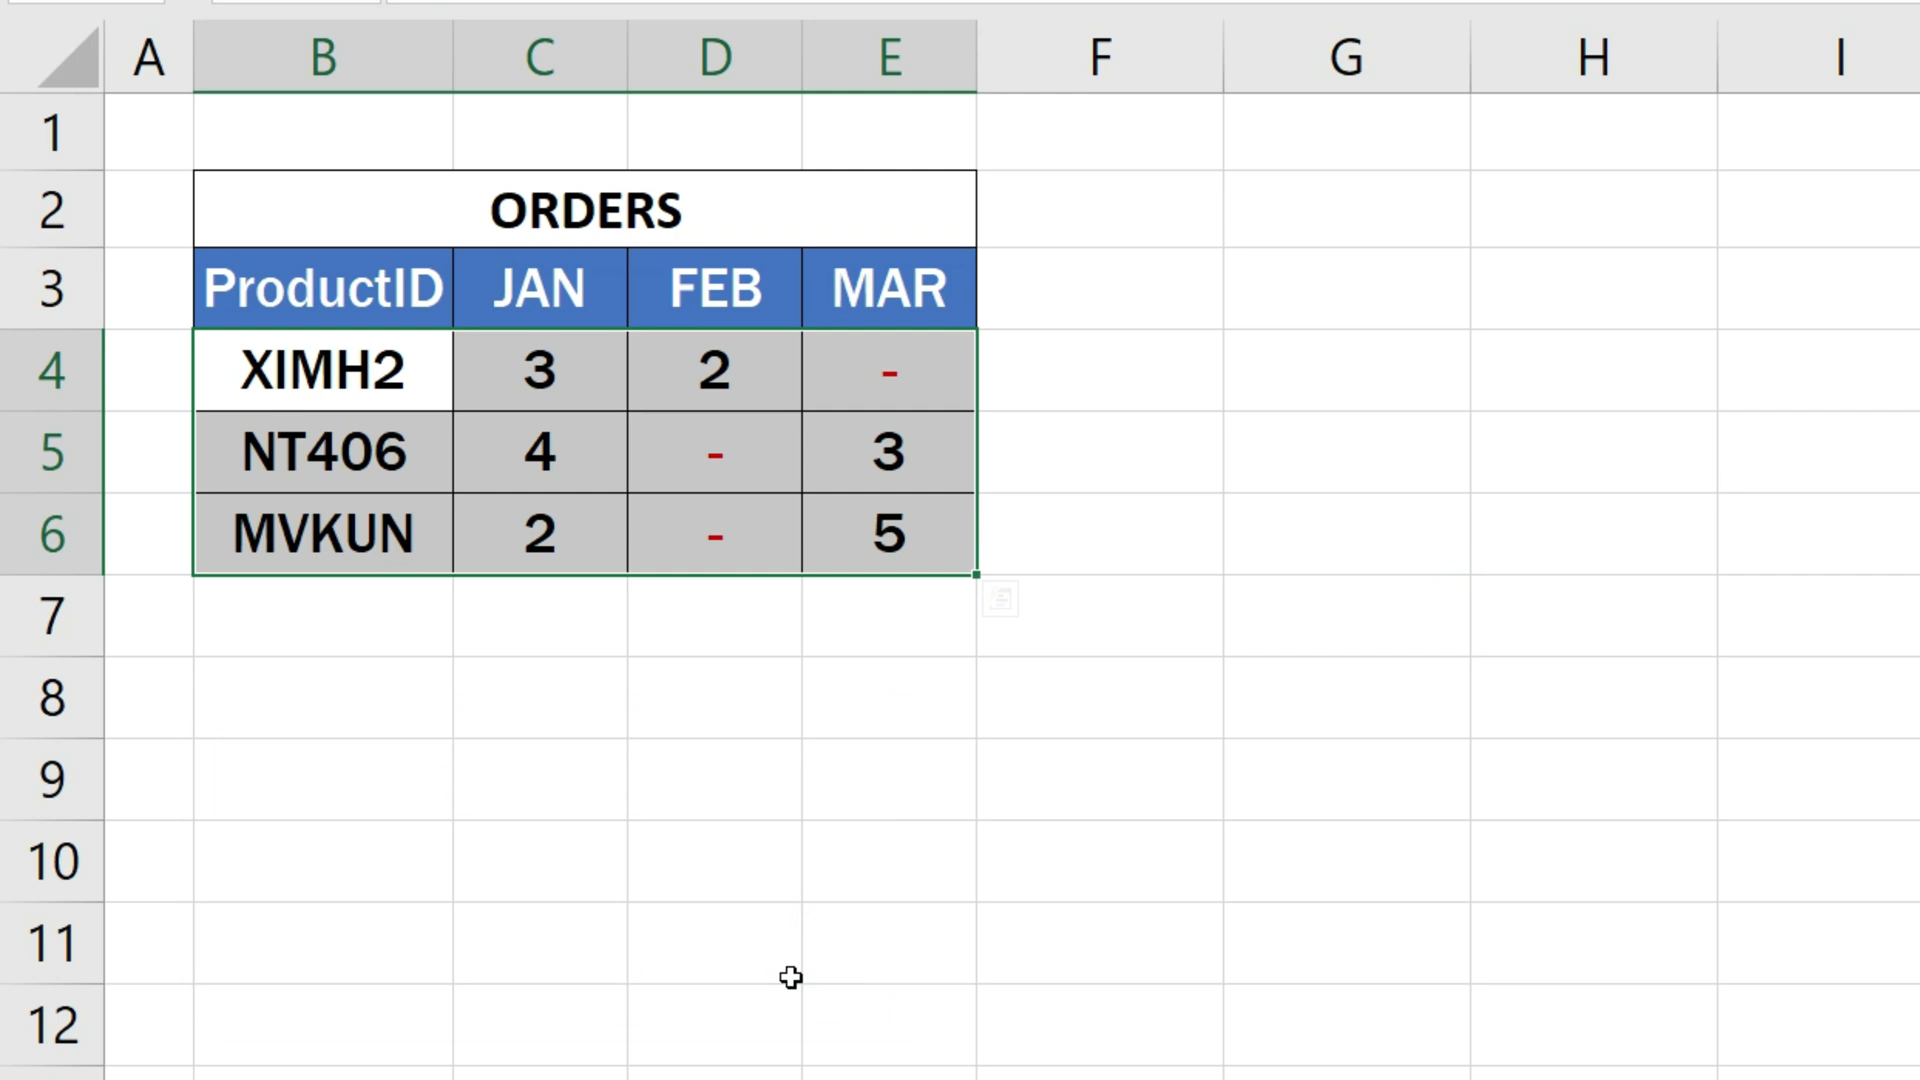 A B C D E F G H I
1
2 ORDERS
3 ProductID JAN FEB MAR
4 XIMH2 3 2 -
5 NT406 4 - 3
6 MVKUN 2 - 5
7
8
9
10
11
12